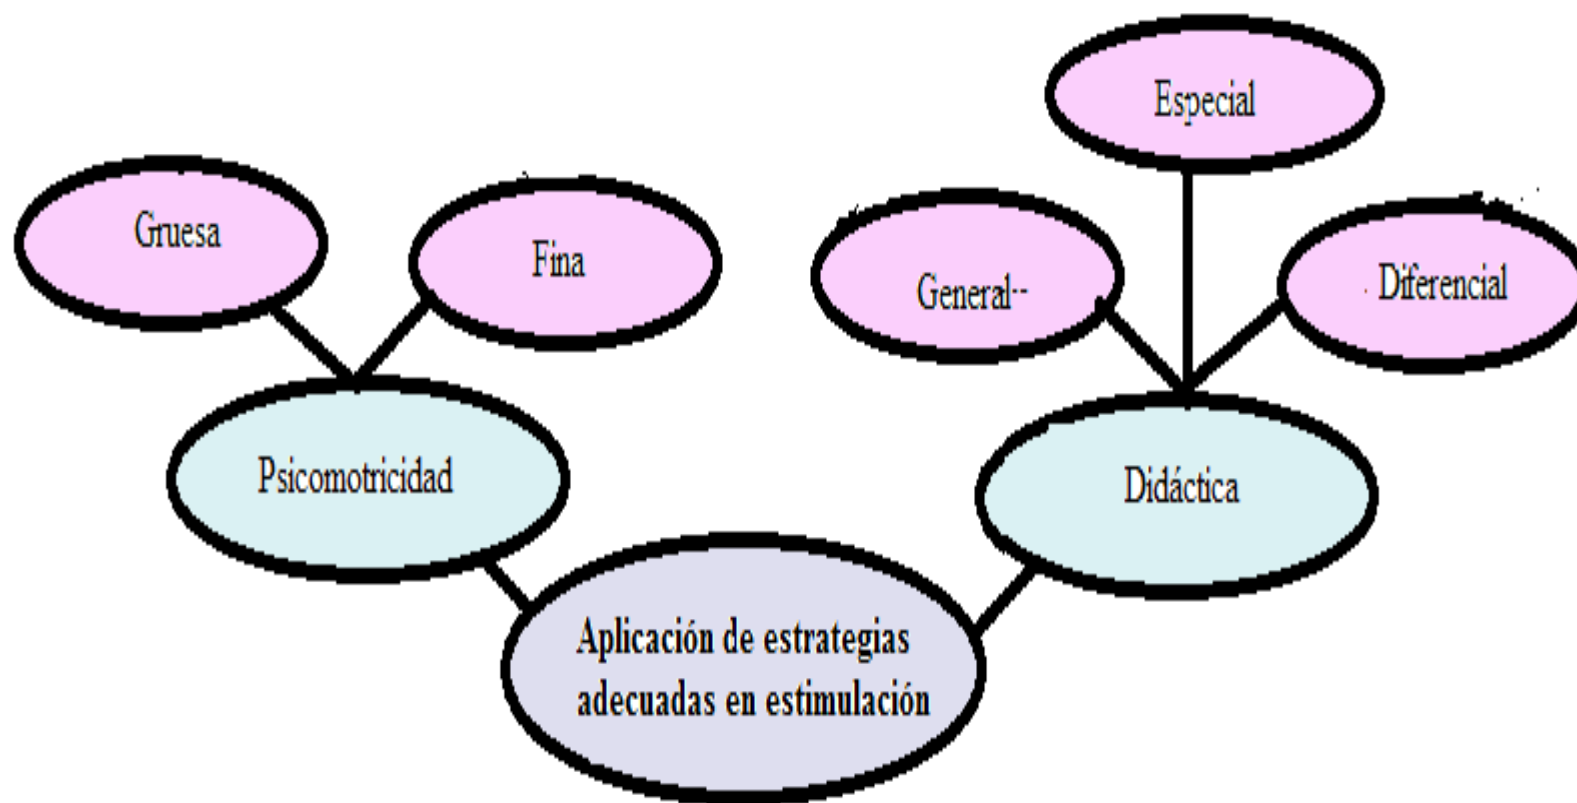 Especial
Gruesa
Fina
General--
Diferencial
Psicomotricidad
Didáctica
Aplicación de estrategias
adecuadas en estimulación